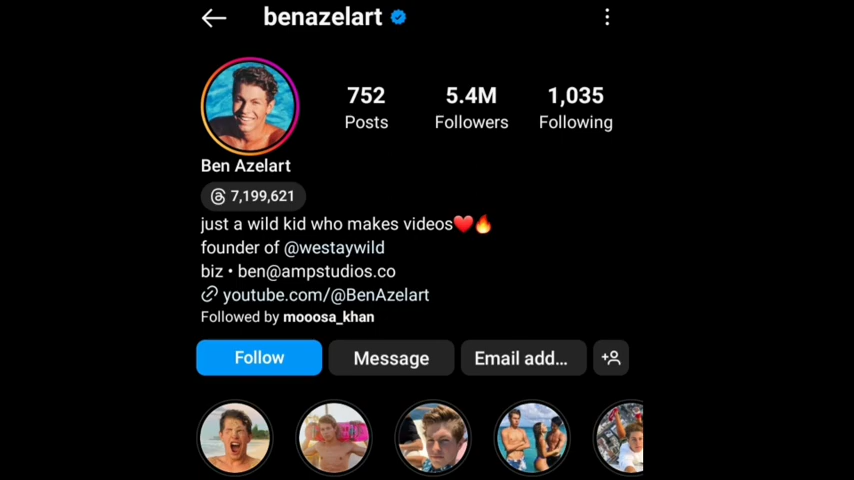 benazelart
752 5.4M 1,035
Posts Followers Following
Ben Azelart
7,199,621
just a wild kid who makes videos❤️🔥
founder of @westaywild
biz • ben@ampstudios.co
youtube.com/@BenAzelart
Followed by mooosa_khan
Follow Message Email add...